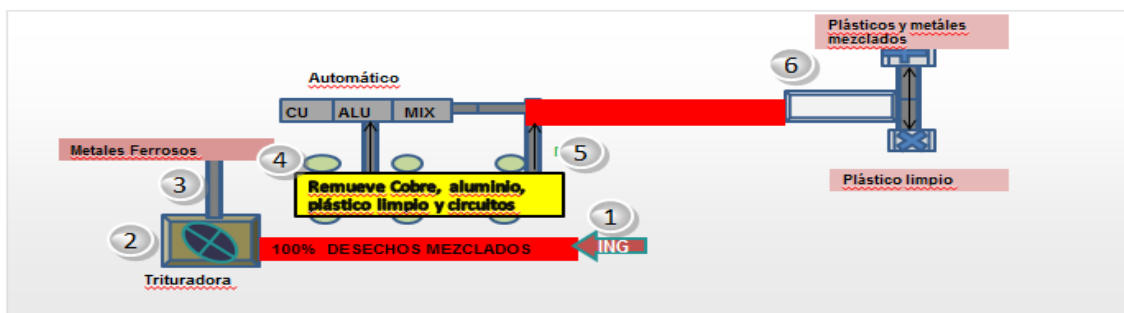 Plásticos y metáles
mezclados
6
Automático
CU ALU MIX
Metales Ferrosos
4
5
3
Remueve Cobre, aluminio,
plástico limpio y circuitos
Plástico limpio
1
2
100% DESECHOS MEZCLADOS
ING
Trituradora